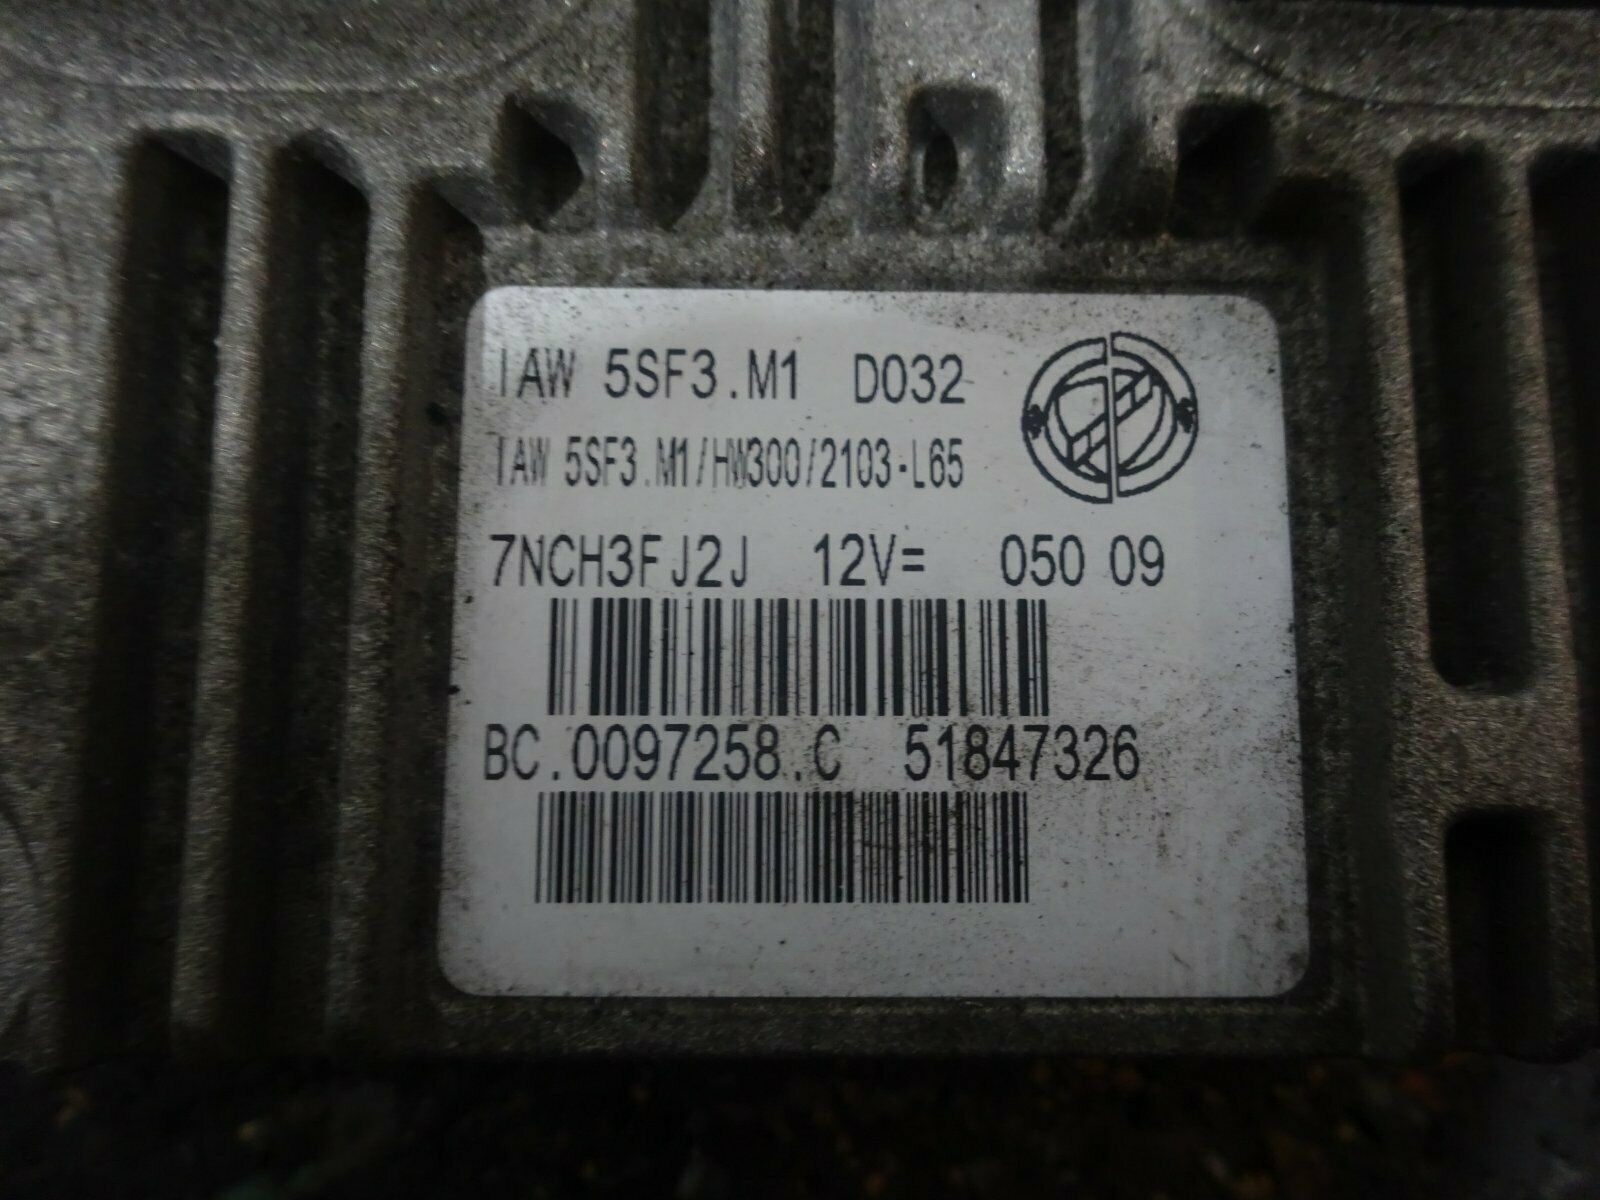 IAW 5SF3.M1 D032
IAW 5SF3.M1/HW300/2103-L65
7NCH3FJ2J 12V= 050 09
BC.0097258.C 51847326